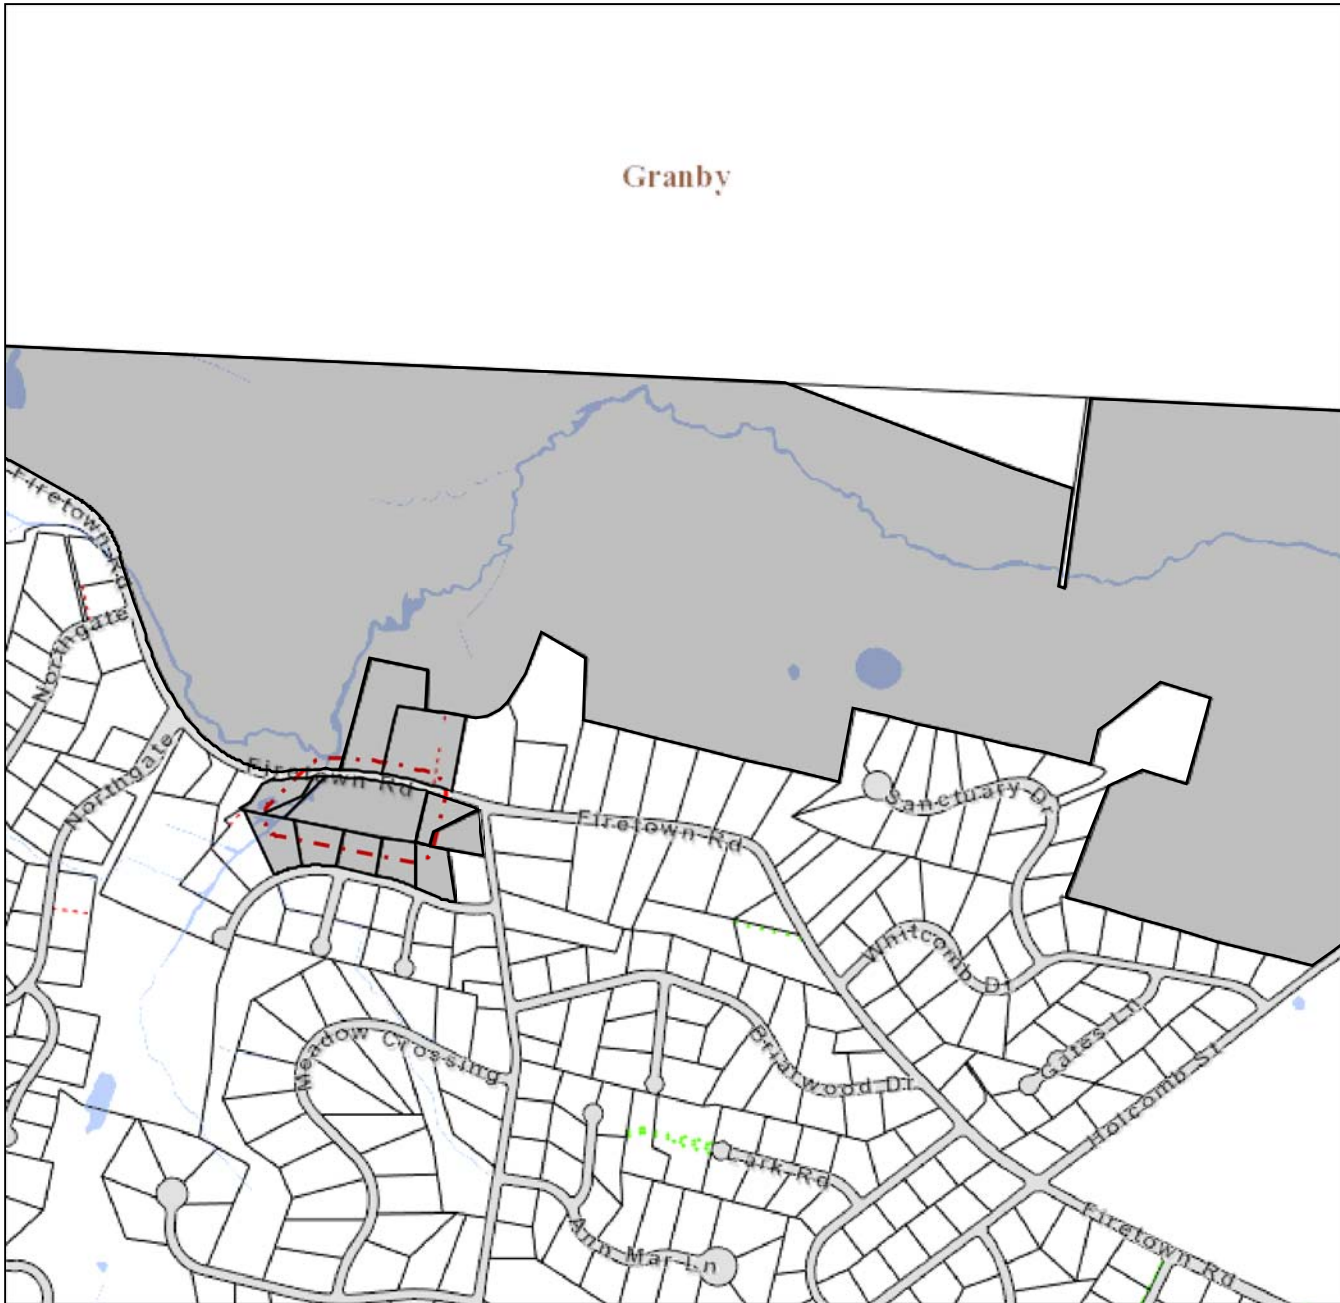 Granby
Firetown Rd
Northgate
Northgate
Firetown Rd
Firetown Rd
Sanctuary Dr
Whitcomb Dr
Gates Ln
Meadow Crossing
Briarwood Dr
Holcomb St
Lark Rd
Ann Mar Ln
Firetown Rd